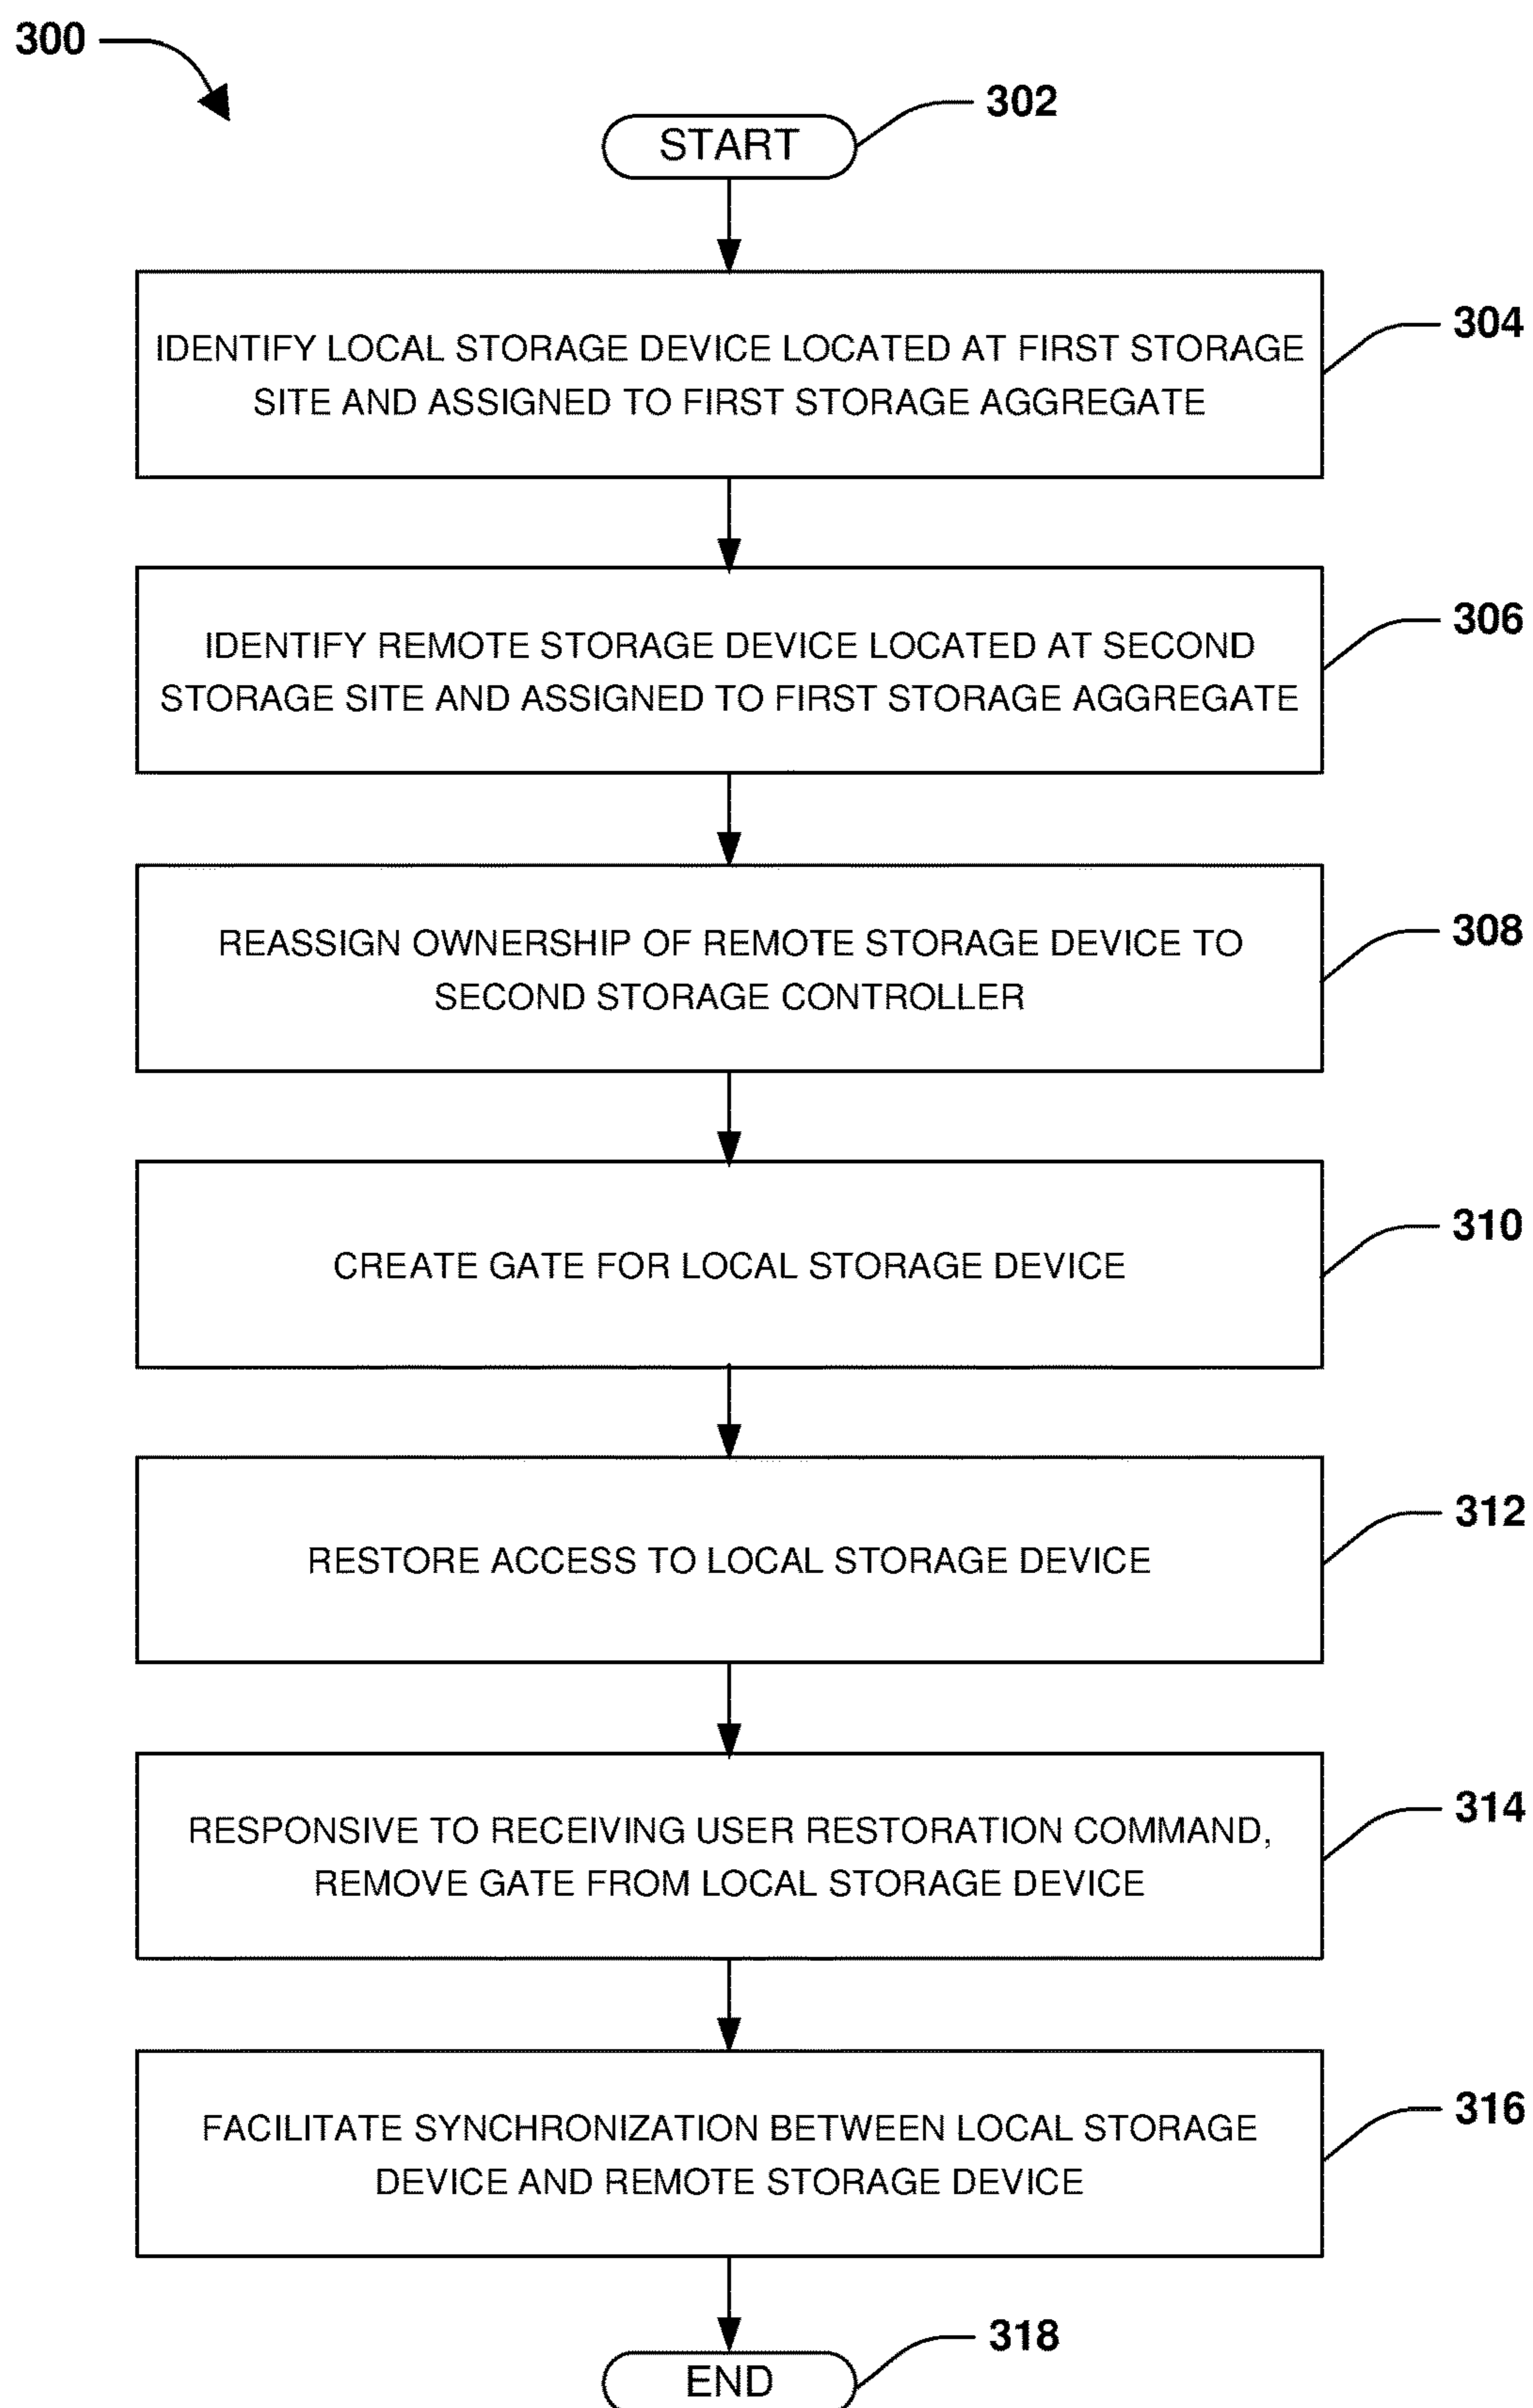 300
302
START
304
IDENTIFY LOCAL STORAGE DEVICE LOCATED AT FIRST STORAGE
SITE AND ASSIGNED TO FIRST STORAGE AGGREGATE
306
IDENTIFY REMOTE STORAGE DEVICE LOCATED AT SECOND
STORAGE SITE AND ASSIGNED TO FIRST STORAGE AGGREGATE
308
REASSIGN OWNERSHIP OF REMOTE STORAGE DEVICE TO
SECOND STORAGE CONTROLLER
310
CREATE GATE FOR LOCAL STORAGE DEVICE
312
RESTORE ACCESS TO LOCAL STORAGE DEVICE
314
RESPONSIVE TO RECEIVING USER RESTORATION COMMAND,
REMOVE GATE FROM LOCAL STORAGE DEVICE
316
FACILITATE SYNCHRONIZATION BETWEEN LOCAL STORAGE
DEVICE AND REMOTE STORAGE DEVICE
318
END